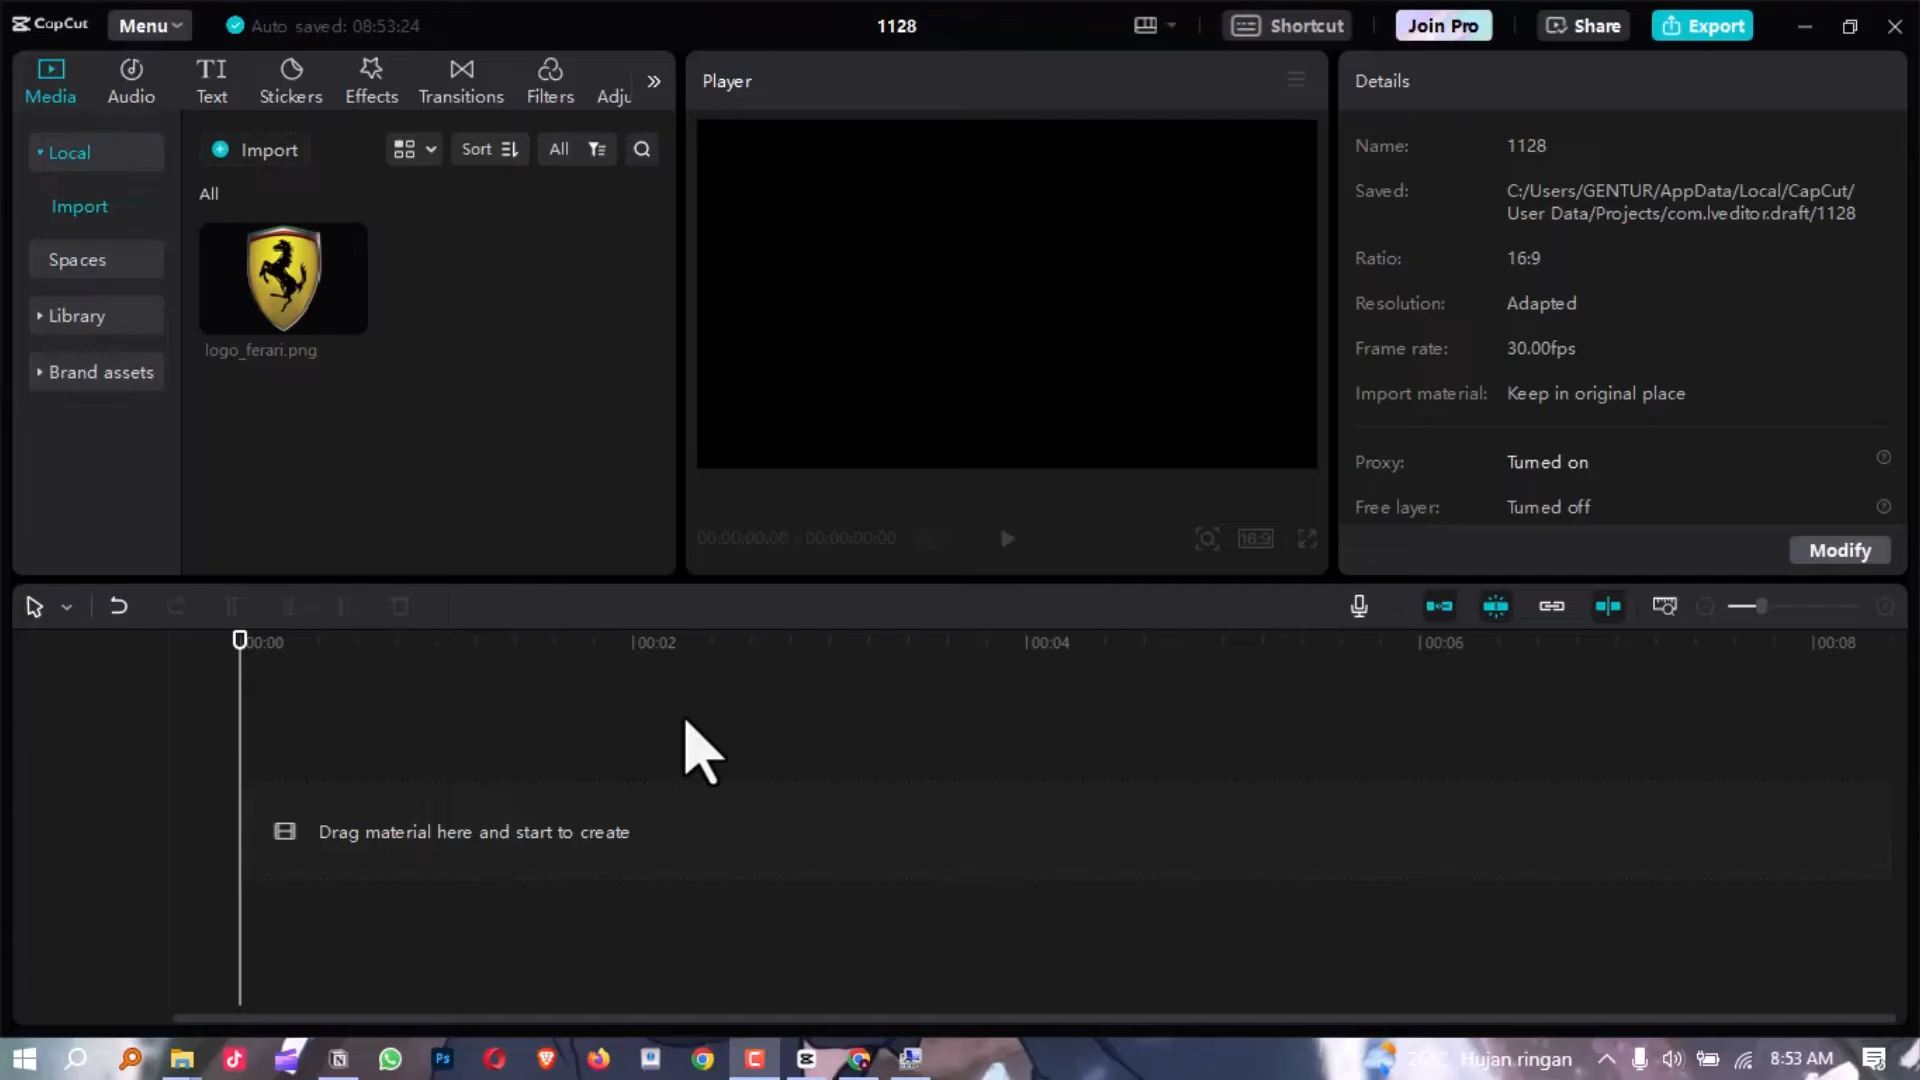 CapCut
Menu
Auto saved: 08:53:24
1128
Shortcut
Join Pro
Share
Export
Media
Audio
TI
Text
Stickers
Effects
Transitions
Filters
Adju
Player
Details
Local
Import
Spaces
Library
Brand assets
Import
Sort
All
All
logo_ferari.png
00:00:00:00 / 00:00:00:00
16:9
Name: 1128
Saved: C:/Users/GENTUR/AppData/Local/CapCut/
User Data/Projects/com.lveditor.draft/1128
Ratio: 16:9
Resolution: Adapted
Frame rate: 30.00fps
Import material: Keep in original place
Proxy: Turned on
Free layer: Turned off
Modify
00:00
00:02
00:04
00:06
00:08
Drag material here and start to create
Ps
26°C Hujan ringan
8:53 AM